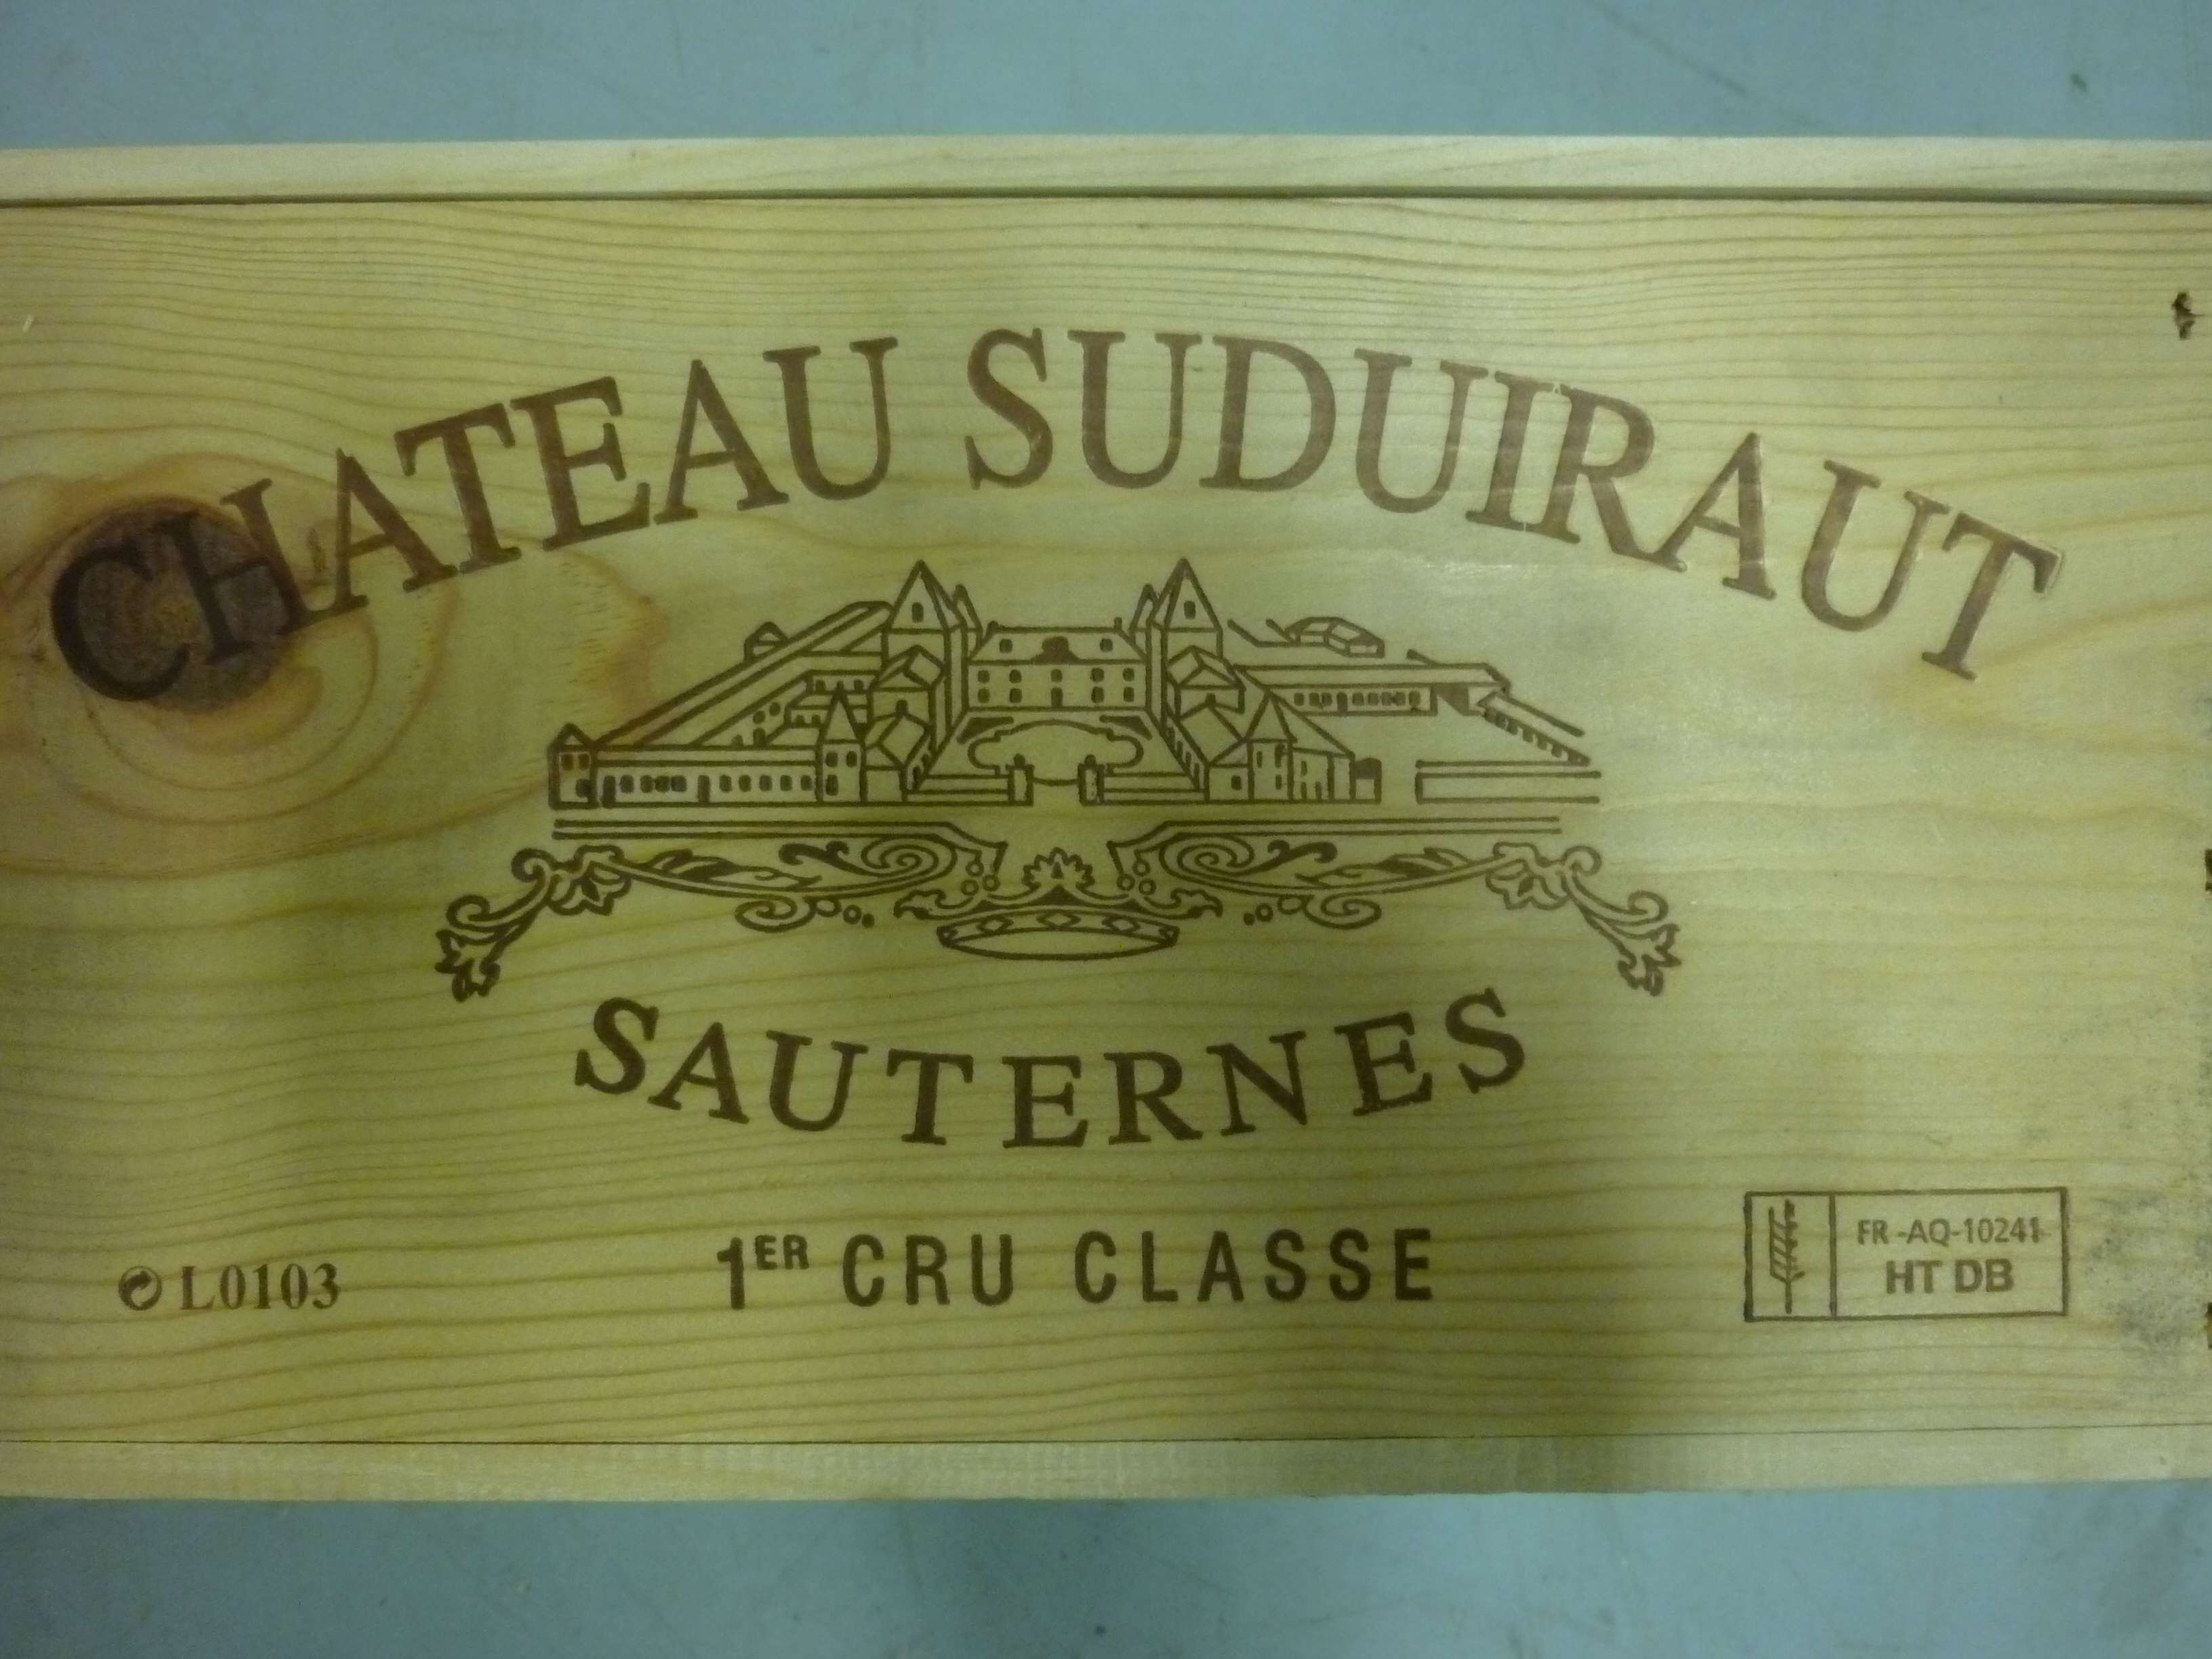 CHATEAU SUDUIRAUT
SAUTERNES
1ER CRU CLASSE
L0103
FR-AQ-10241
HT DB